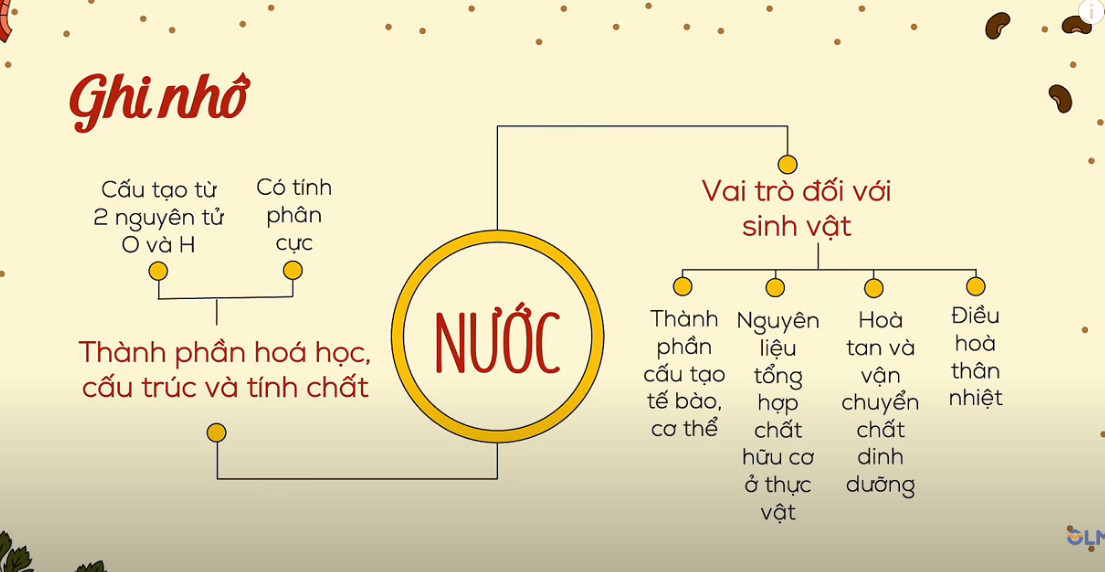 Ghi nhớ
Cấu tạo từ
2 nguyên tử
O và H
Có tính
phân
cực
Thành phần hoá học,
cấu trúc và tính chất
NƯỚC
Vai trò đối với
sinh vật
Thành
phần
cấu tạo
tế bào,
cơ thể
Nguyên
liệu
tổng
hợp
chất
hữu cơ
ở thực
vật
Hoà
tan và
vận
chuyển
chất
dinh
dưỡng
Điều
hoà
thân
nhiệt
OLM